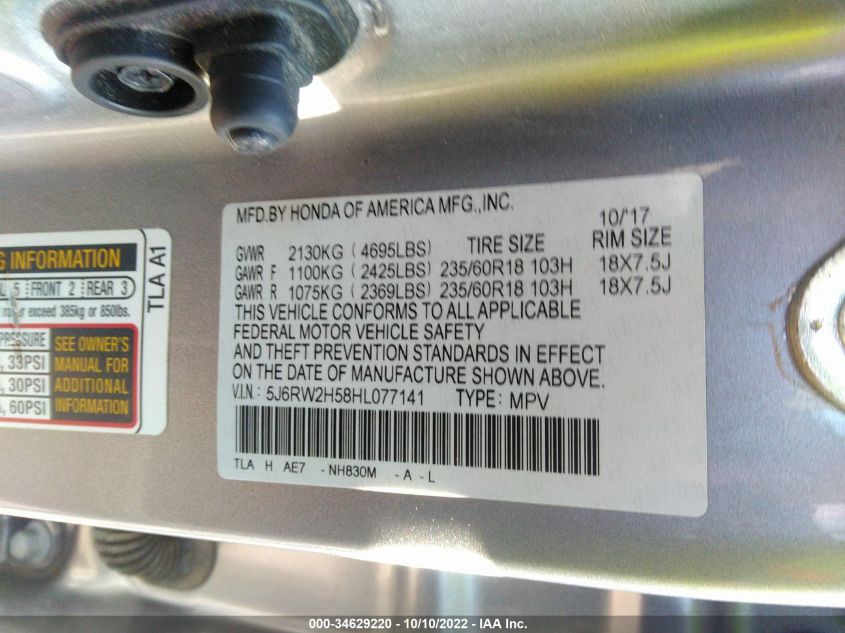 MFD.BY HONDA OF AMERICA MFG.,INC.
10/'17
GVWR 2130KG ( 4695LBS) TIRE SIZE RIM SIZE
GAWR F 1100KG ( 2425LBS) 235/60R18 103H 18X7.5J
GAWR R 1075KG ( 2369LBS) 235/60R18 103H 18X7.5J
THIS VEHICLE CONFORMS TO ALL APPLICABLE
FEDERAL MOTOR VEHICLE SAFETY
AND THEFT PREVENTION STANDARDS IN EFFECT
ON THE DATE OF MANUFACTURE SHOWN ABOVE.
V.I.N.: 5J6RW2H58HL077141 TYPE: MPV
TLA H AE7 -NH830M -A-L
G INFORMATION
5 FRONT 2 REAR 3
exceed 385kg or 850lbs.
33PSI
30PSI
60PSI
SEE OWNER'S
MANUAL FOR
ADDITIONAL
INFORMATION
TLA A1
000-34629220 - 10/10/2022 - IAA Inc.